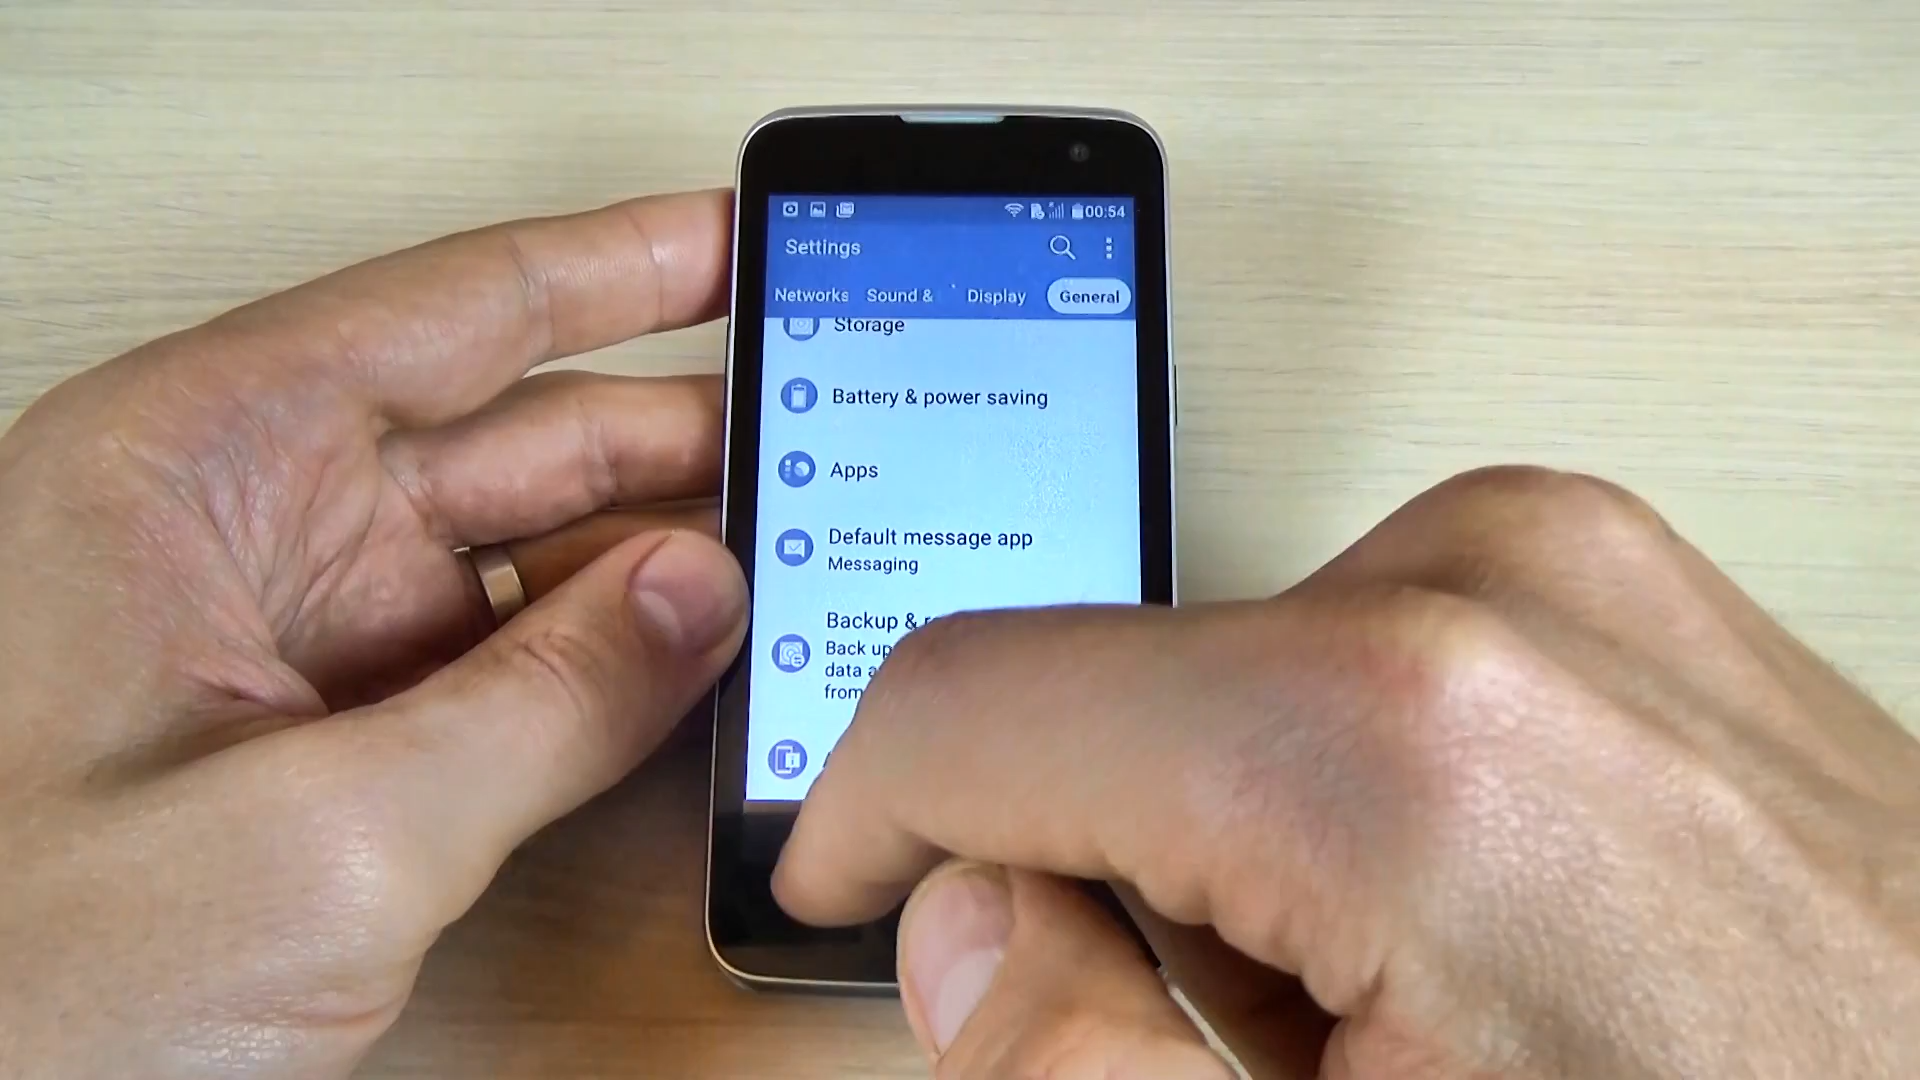 00:54
Settings
Networks Sound & Display General
Storage
Battery & power saving
Apps
Default message app
Messaging
Backup &
Back up
data
from